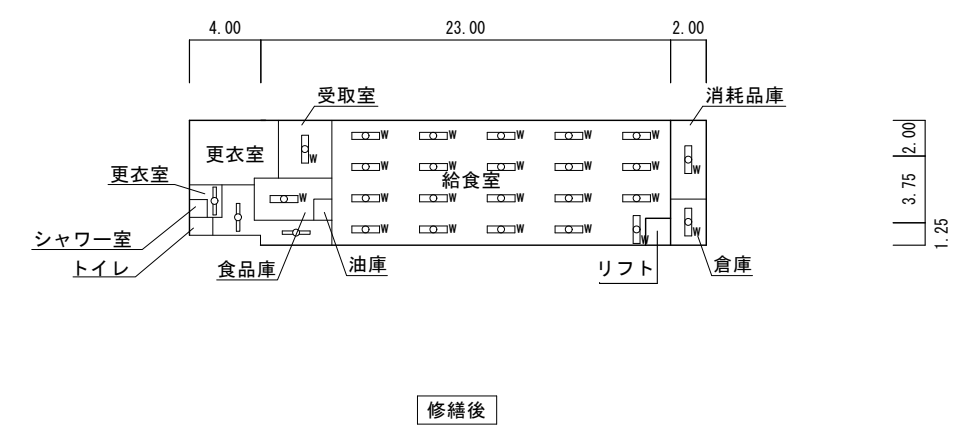 4.00 23.00 2.00
受取室 消耗品庫
W W W W W
更衣室 W W 2.00
W W W W W
更衣室 給食室 3.75
W W W W W W
シャワー室 W W W W W W W 1.25
トイレ 食品庫 油庫 リフト 倉庫
修繕後